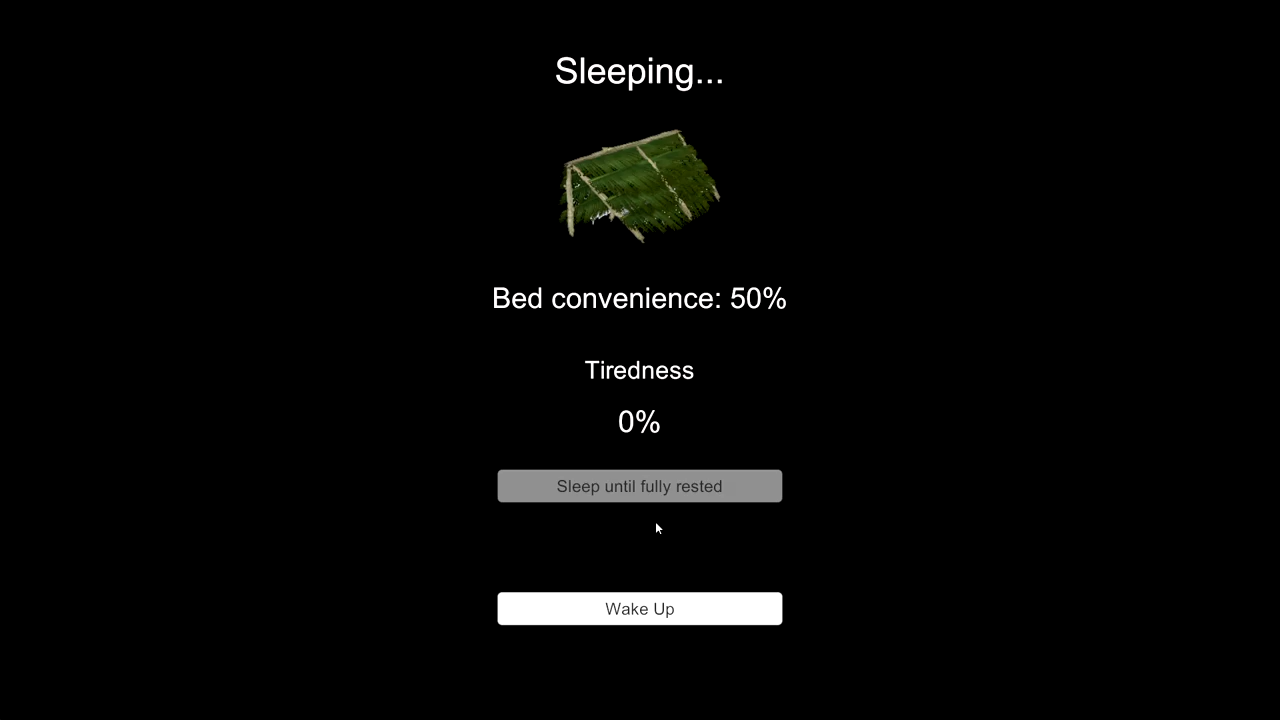 Sleeping...
Bed convenience: 50%
Tiredness
0%
Sleep until fully rested
Wake Up